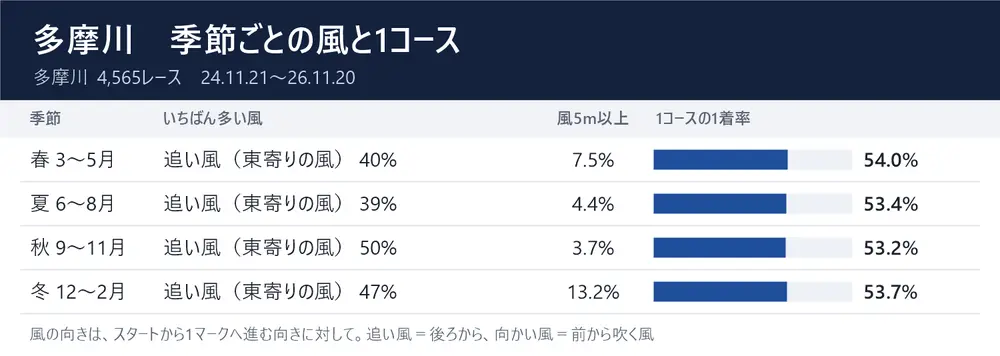 多摩川　季節ごとの風と1コース
多摩川 4,565レース　24.11.21～26.11.20
季節　いちばん多い風　風5m以上　1コースの1着率
春 3～5月　追い風（東寄りの風） 40%　7.5%　54.0%
夏 6～8月　追い風（東寄りの風） 39%　4.4%　53.4%
秋 9～11月　追い風（東寄りの風） 50%　3.7%　53.2%
冬 12～2月　追い風（東寄りの風） 47%　13.2%　53.7%
風の向きは、スタートから1マークへ進む向きに対して。追い風＝後ろから、向かい風＝前から吹く風